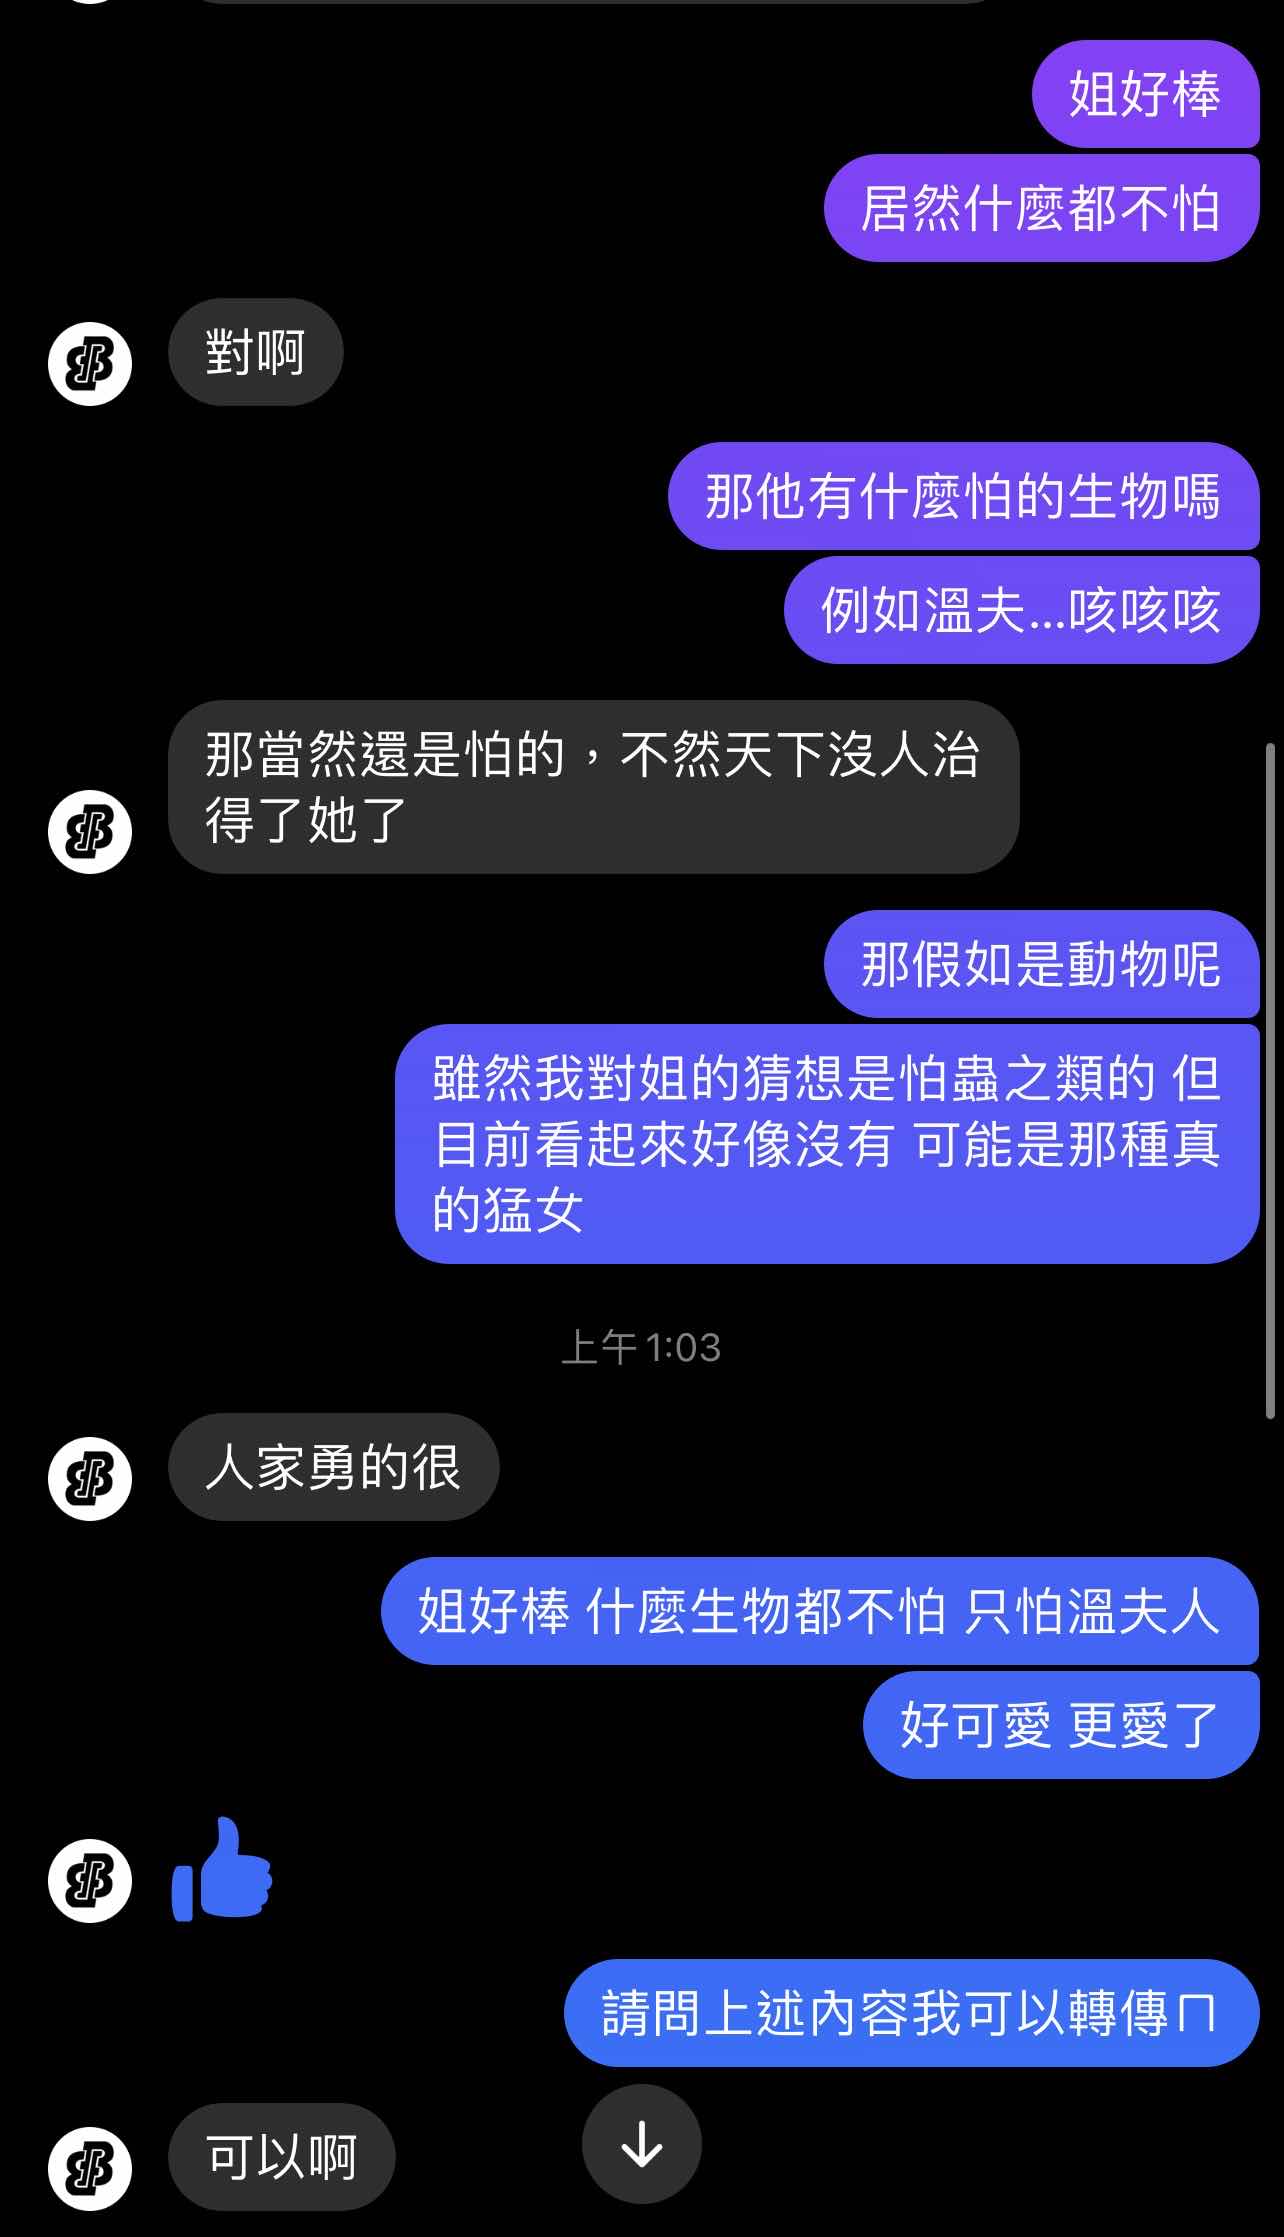 姐好棒
居然什麼都不怕
對啊
那他有什麼怕的生物嗎
例如溫夫...咳咳咳
那當然還是怕的，不然天下沒人治
得了她了
那假如是動物呢
雖然我對姐的猜想是怕蟲之類的 但
目前看起來好像沒有 可能是那種真
的猛女
上午 1:03
人家勇的很
姐好棒 什麼生物都不怕 只怕溫夫人
好可愛 更愛了
請問上述內容我可以轉傳ㄇ
可以啊